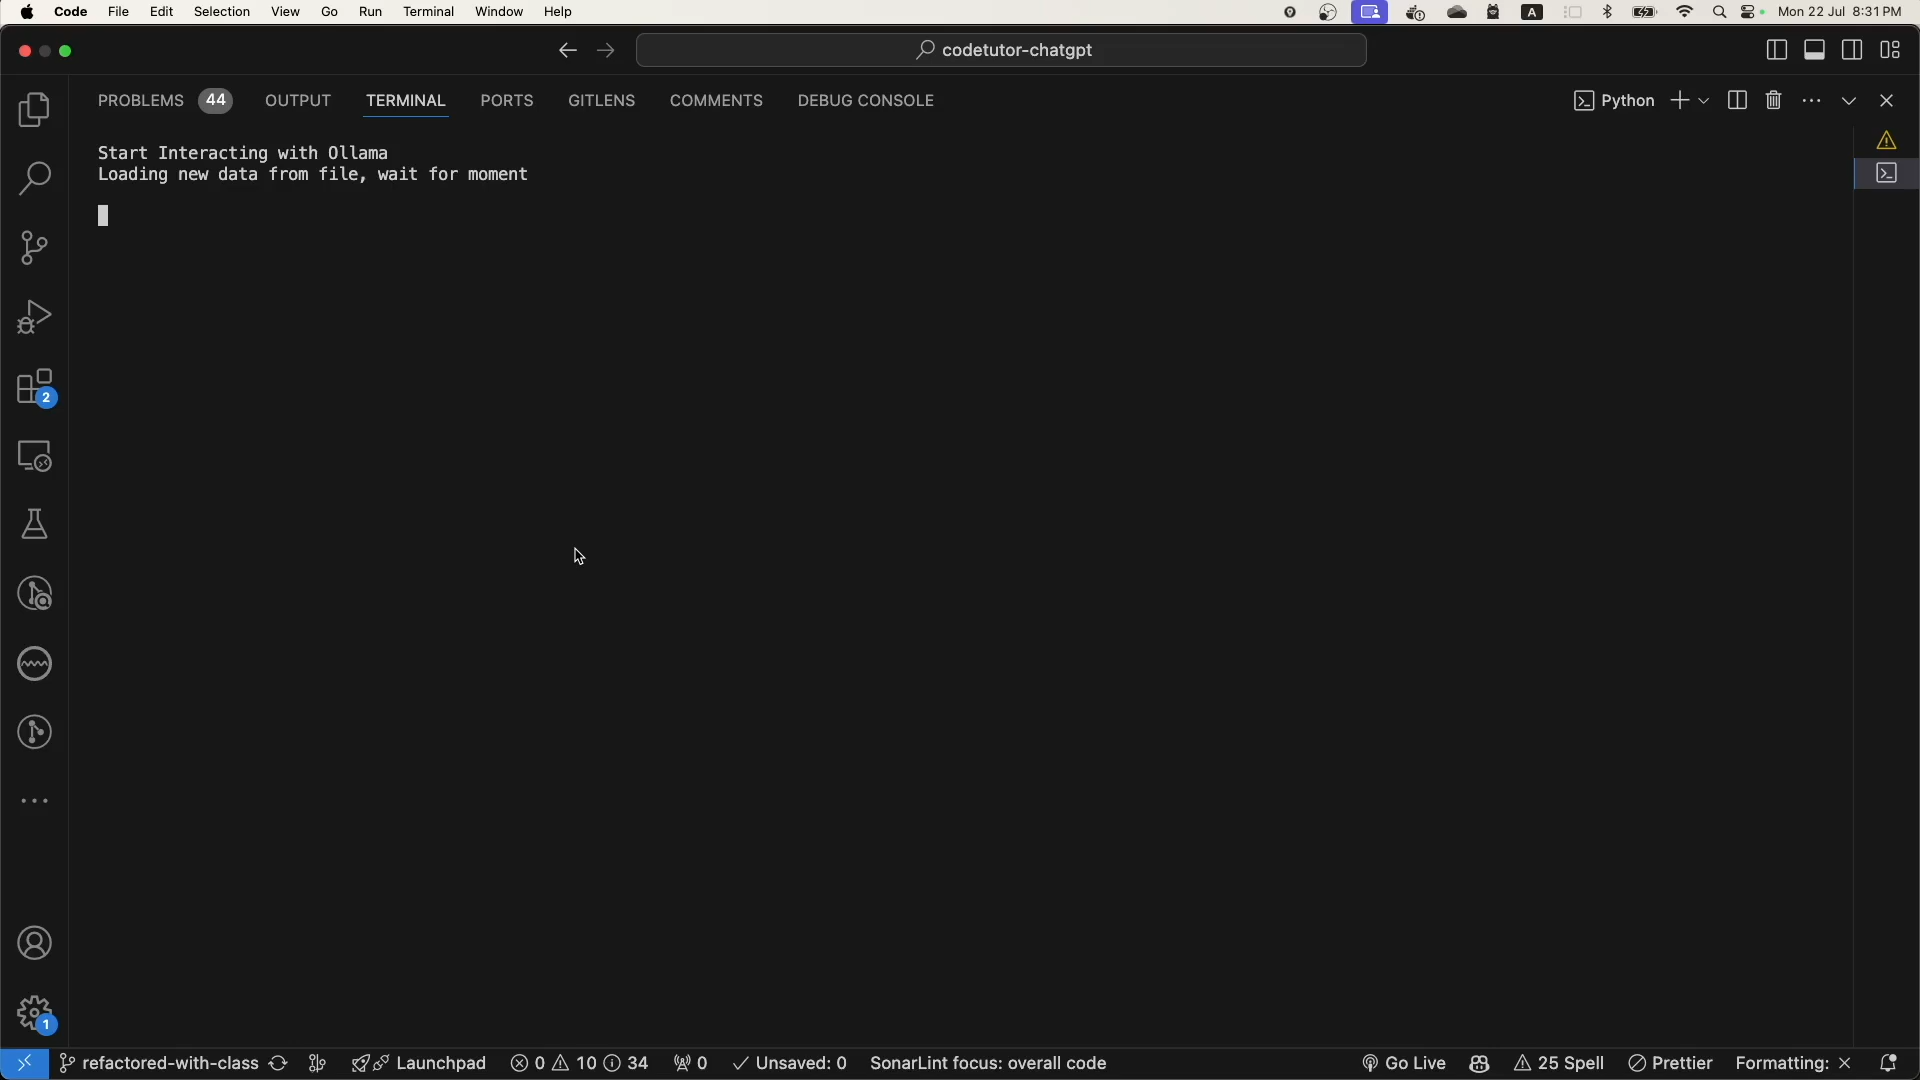 Code File Edit Selection View Go Run Terminal Window Help A Mon 22 Jul 8:31 PM
codetutor-chatgpt
PROBLEMS 44 OUTPUT TERMINAL PORTS GITLENS COMMENTS DEBUG CONSOLE Python
Start Interacting with Ollama
Loading new data from file, wait for moment
2
1
refactored-with-class Launchpad 0 10 34 0 Unsaved: 0 SonarLint focus: overall code Go Live 25 Spell Prettier Formatting: